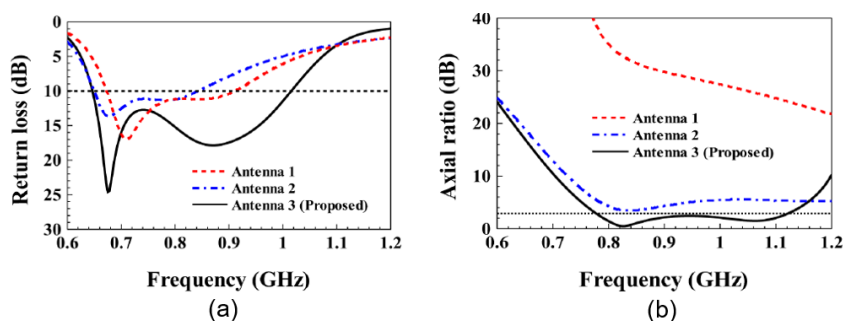 0
5
10
15
20
25
30
Return loss (dB)
Antenna 1
Antenna 2
Antenna 3 (Proposed)
0.6 0.7 0.8 0.9 1 1.1 1.2
Frequency (GHz)
(a)
40
30
20
10
0
Axial ratio (dB)
Antenna 1
Antenna 2
Antenna 3 (Proposed)
0.6 0.7 0.8 0.9 1 1.1 1.2
Frequency (GHz)
(b)